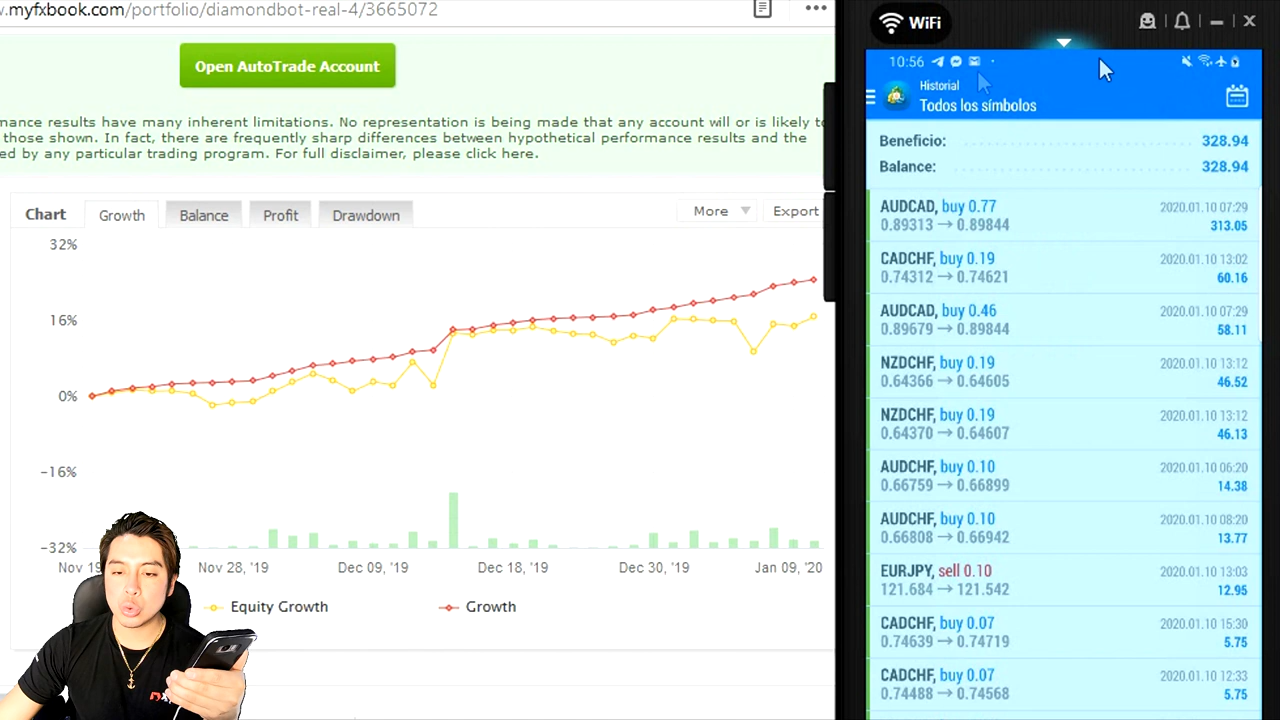 w.myfxbook.com/portfolio/diamondbot-real-4/3665072
Open AutoTrade Account
mance results have many inherent limitations. No representation is being made that any account will or is likely to
those shown. In fact, there are frequently sharp differences between hypothetical performance results and the
ed by any particular trading program. For full disclaimer, please click here.
Chart Growth Balance Profit Drawdown More Export
32%
16%
0%
-16%
-32%
Nov 19 Nov 28, '19 Dec 09, '19 Dec 18, '19 Dec 30, '19 Jan 09, '20
Equity Growth Growth
WiFi
10:56
Historial
Todos los símbolos
Beneficio: 328.94
Balance: 328.94
AUDCAD, buy 0.77 2020.01.10 07:29
0.89313 → 0.89844 313.05
CADCHF, buy 0.19 2020.01.10 13:02
0.74312 → 0.74621 60.16
AUDCAD, buy 0.46 2020.01.10 07:29
0.89679 → 0.89844 58.11
NZDCHF, buy 0.19 2020.01.10 13:12
0.64366 → 0.64605 46.52
NZDCHF, buy 0.19 2020.01.10 13:12
0.64370 → 0.64607 46.13
AUDCHF, buy 0.10 2020.01.10 06:20
0.66759 → 0.66899 14.38
AUDCHF, buy 0.10 2020.01.10 08:20
0.66808 → 0.66942 13.77
EURJPY, sell 0.10 2020.01.10 13:03
121.684 → 121.542 12.95
CADCHF, buy 0.07 2020.01.10 15:30
0.74639 → 0.74719 5.75
CADCHF, buy 0.07 2020.01.10 12:33
0.74488 → 0.74568 5.75